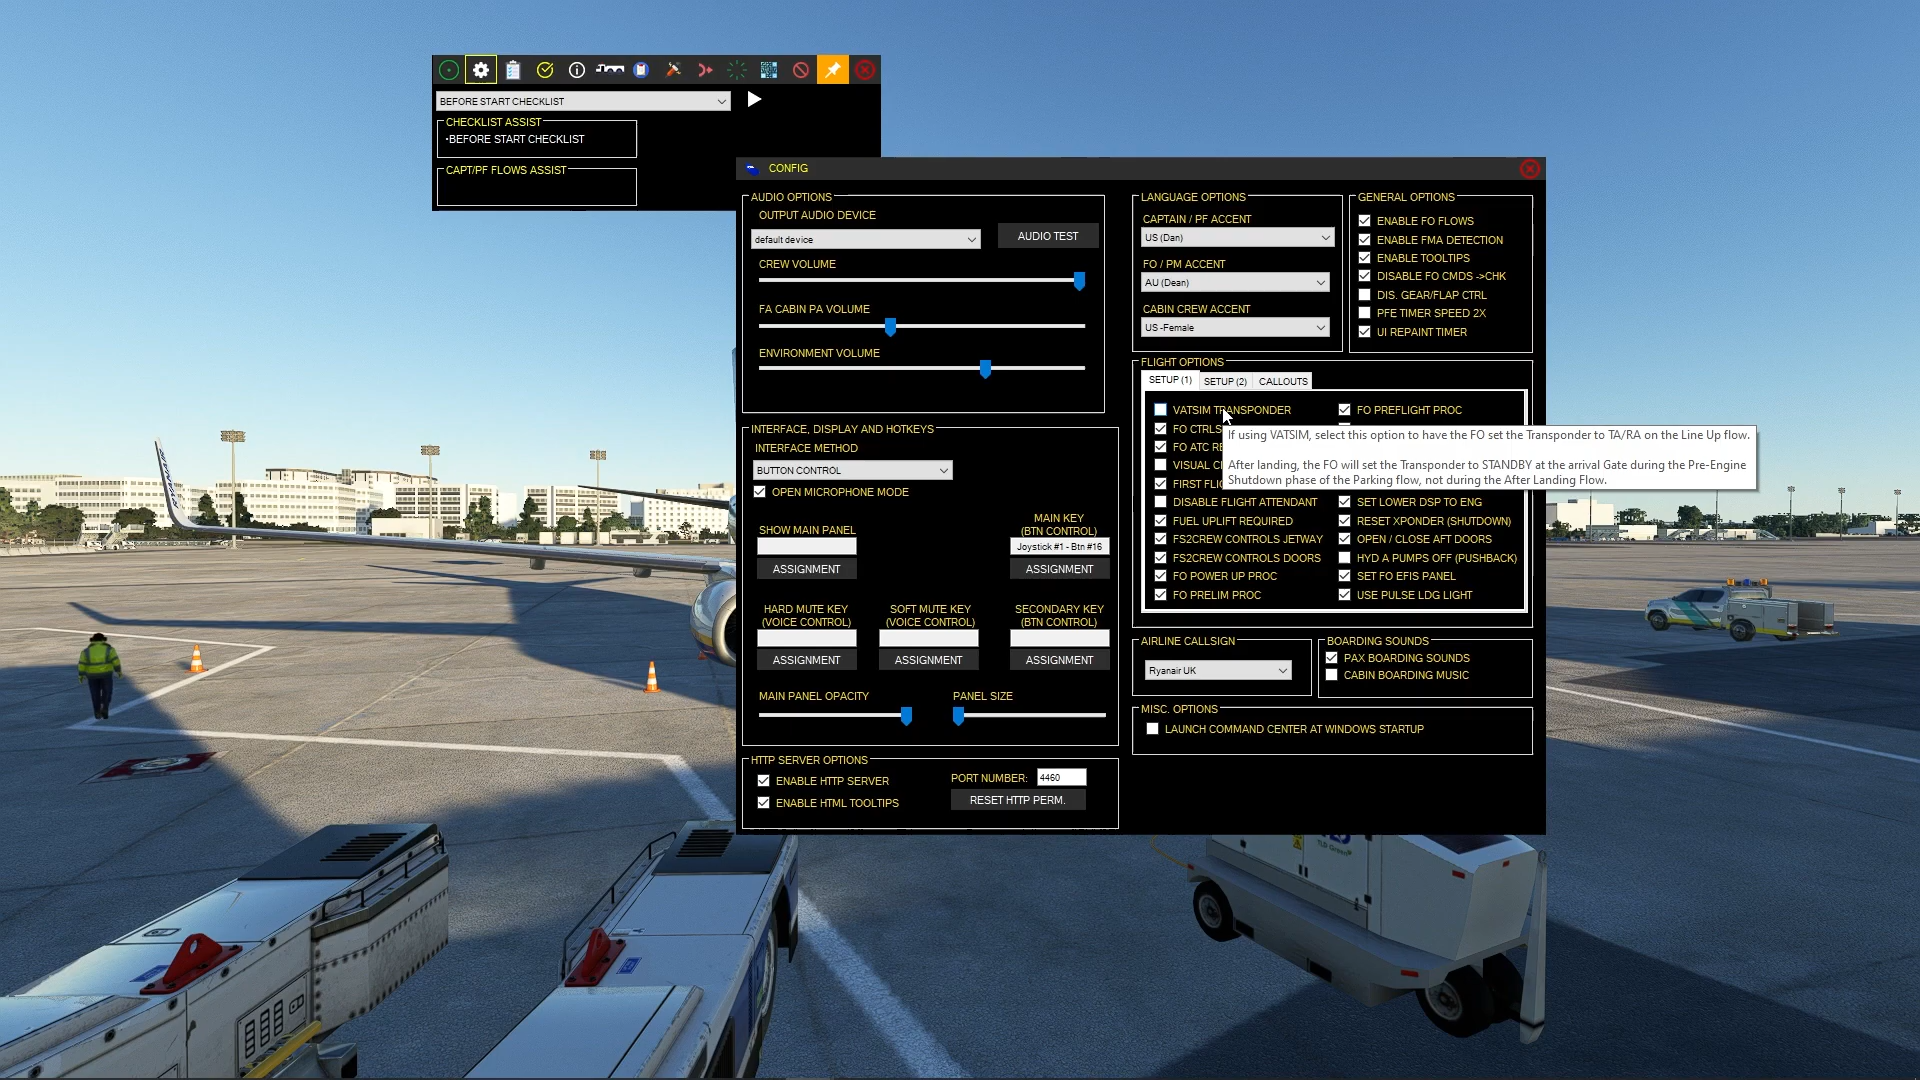 BEFORE START CHECKLIST
CHECKLIST ASSIST
•BEFORE START CHECKLIST
CAPT/PF FLOWS ASSIST
CONFIG
AUDIO OPTIONS
OUTPUT AUDIO DEVICE
default device
AUDIO TEST
CREW VOLUME
FA CABIN PA VOLUME
ENVIRONMENT VOLUME
INTERFACE, DISPLAY AND HOTKEYS
INTERFACE METHOD
BUTTON CONTROL
OPEN MICROPHONE MODE
SHOW MAIN PANEL
ASSIGNMENT
MAIN KEY
(BTN CONTROL)
Joystick #1 - Btn #16
ASSIGNMENT
HARD MUTE KEY
(VOICE CONTROL)
ASSIGNMENT
SOFT MUTE KEY
(VOICE CONTROL)
ASSIGNMENT
SECONDARY KEY
(BTN CONTROL)
ASSIGNMENT
MAIN PANEL OPACITY
PANEL SIZE
HTTP SERVER OPTIONS
ENABLE HTTP SERVER
ENABLE HTML TOOLTIPS
PORT NUMBER: 4460
RESET HTTP PERM.
LANGUAGE OPTIONS
CAPTAIN / PF ACCENT
US (Dan)
FO / PM ACCENT
AU (Dean)
CABIN CREW ACCENT
US -Female
GENERAL OPTIONS
ENABLE FO FLOWS
ENABLE FMA DETECTION
ENABLE TOOLTIPS
DISABLE FO CMDS ->CHK
DIS. GEAR/FLAP CTRL
PFE TIMER SPEED 2X
UI REPAINT TIMER
FLIGHT OPTIONS
SETUP (1) SETUP (2) CALLOUTS
VATSIM TRANSPONDER
FO CTRLS
FO ATC
VISUAL
FIRST
DISABLE FLIGHT ATTENDANT
FUEL UPLIFT REQUIRED
FS2CREW CONTROLS JETWAY
FS2CREW CONTROLS DOORS
FO POWER UP PROC
FO PRELIM PROC
FO PREFLIGHT PROC
If using VATSIM, select this option to have the FO set the Transponder to TA/RA on the Line Up flow.
After landing, the FO will set the Transponder to STANDBY at the arrival Gate during the Pre-Engine
Shutdown phase of the Parking flow, not during the After Landing Flow.
SET LOWER DSP TO ENG
RESET XPONDER (SHUTDOWN)
OPEN / CLOSE AFT DOORS
HYD A PUMPS OFF (PUSHBACK)
SET FO EFIS PANEL
USE PULSE LDG LIGHT
AIRLINE CALLSIGN
Ryanair UK
BOARDING SOUNDS
PAX BOARDING SOUNDS
CABIN BOARDING MUSIC
MISC. OPTIONS
LAUNCH COMMAND CENTER AT WINDOWS STARTUP